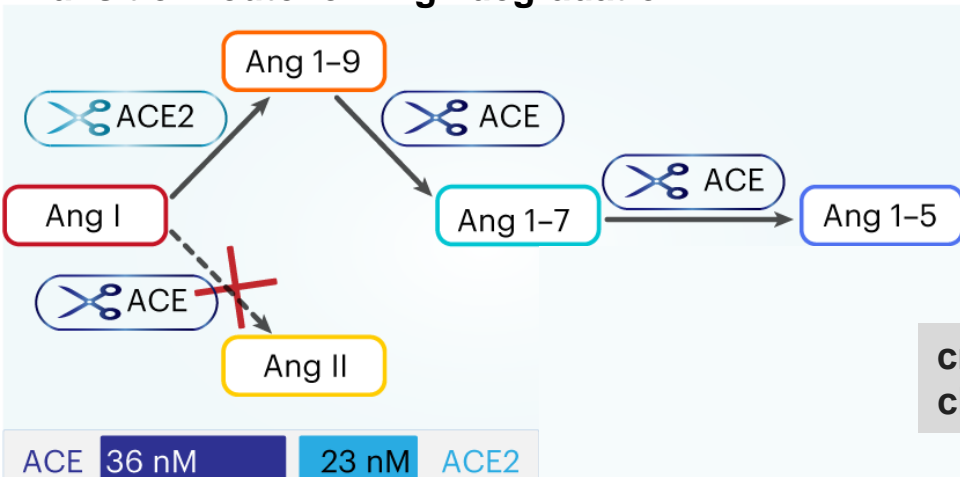 Ang 1–9
ACE2
ACE
ACE
Ang I
Ang 1–7
Ang 1–5
ACE
Ang II
ACE 36 nM 23 nM ACE2